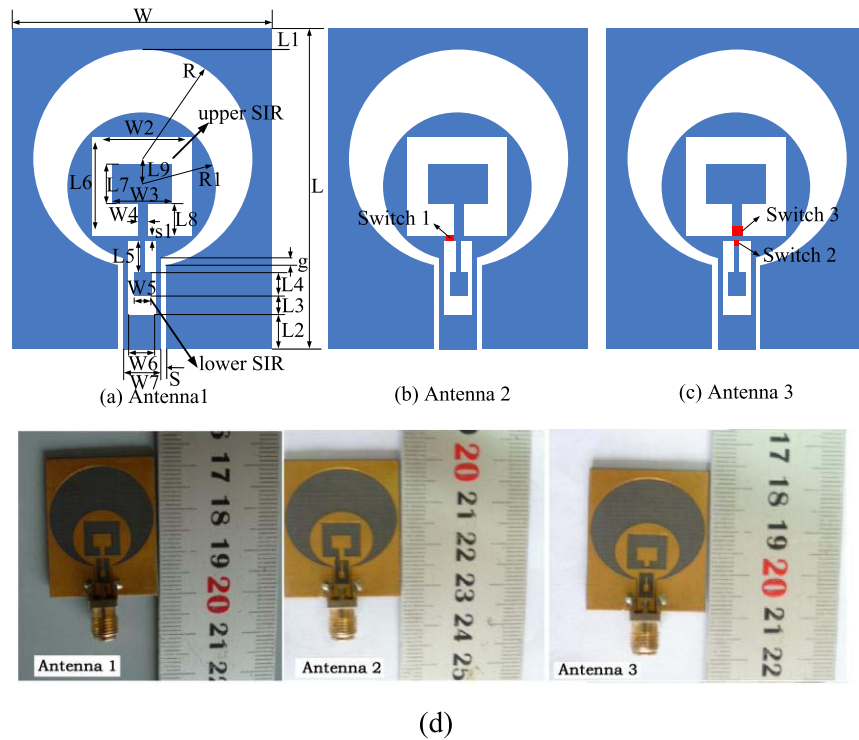 W
L1
R
upper SIR
W2
L9
L6
L7
R1
L
W3
W4
L8
s1
L5
g
L4
W5
L3
L2
lower SIR
W6
W7
S
(a) Antenna1
Switch 1
(b) Antenna 2
Switch 3
Switch 2
(c) Antenna 3
17
18
19
20
21
22
Antenna 1
20
21
22
23
24
25
Antenna 2
17
18
19
20
21
22
Antenna 3
(d)